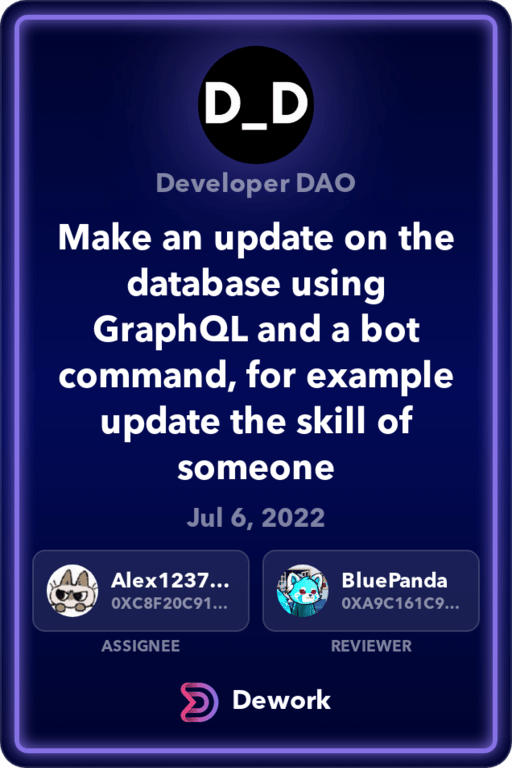 D_D
Developer DAO
Make an update on the
database using
GraphQL and a bot
command, for example
update the skill of
someone
Jul 6, 2022
Alex1237...
0XC8F20C91...
ASSIGNEE
BluePanda
0XA9C161C9...
REVIEWER
Dework